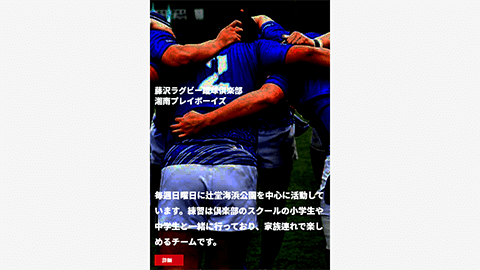 2
藤沢ラグビー蹴球倶楽部
湘南プレイボーイズ
毎週日曜日に辻堂海浜公園を中心に活動して
います。練習は倶楽部のスクールの小学生や
中学生と一緒に行っており、家族連れで楽し
めるチームです。
詳細